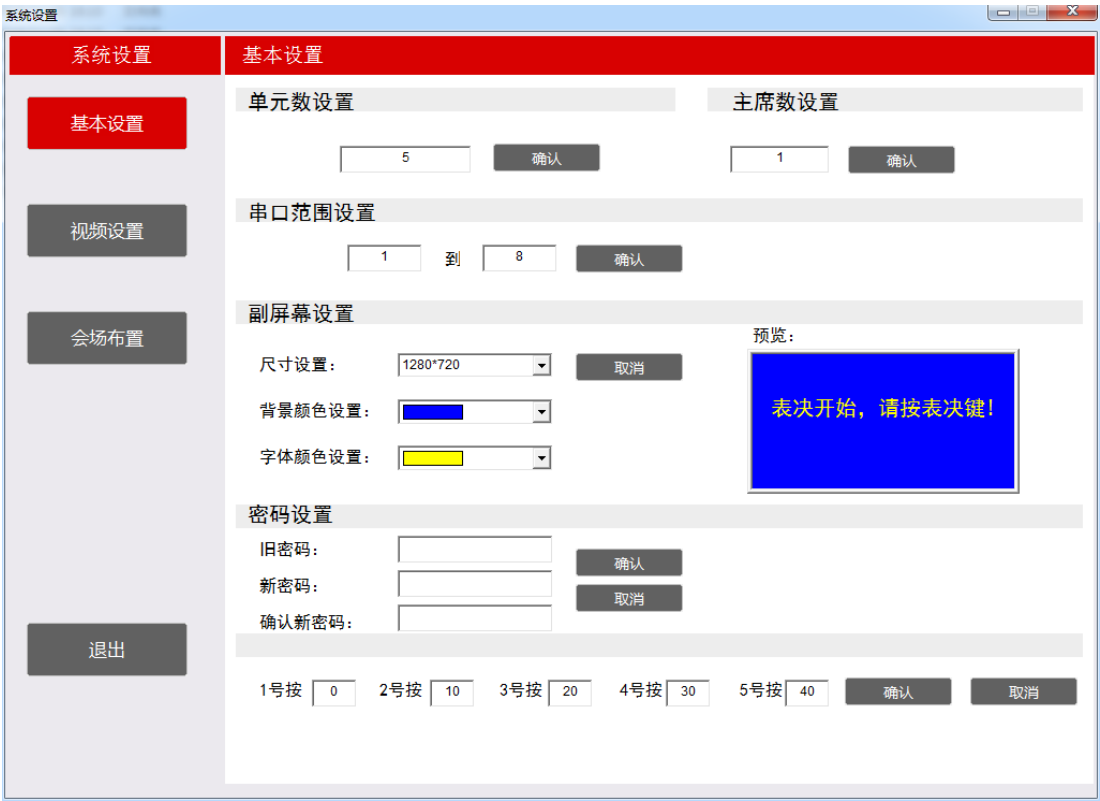 系统设置
系统设置
基本设置
基本设置
视频设置
会场布置
退出
单元数设置 主席数设置
5 确认 1 确认
串口范围设置
1 到 8 确认
副屏幕设置
预览：
尺寸设置： 1280*720 取消
背景颜色设置：
字体颜色设置：
表决开始，请按表决键！
密码设置
旧密码：
确认
新密码：
取消
确认新密码：
1号按 0 2号按 10 3号按 20 4号按 30 5号按 40 确认 取消